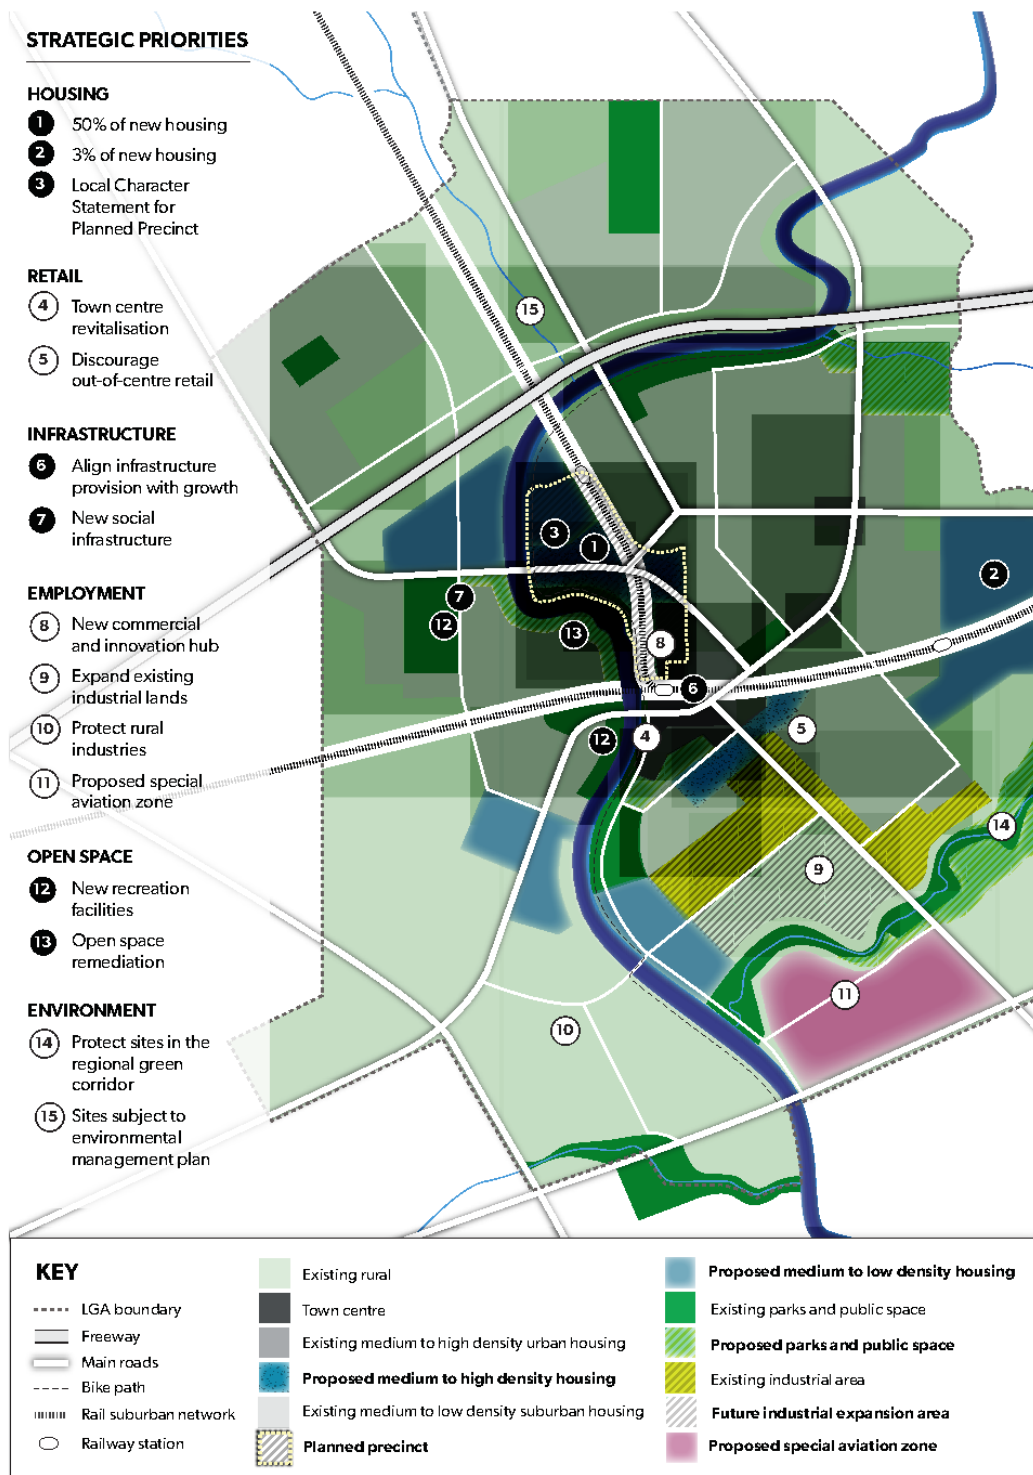 STRATEGIC PRIORITIES
HOUSING
1 50% of new housing
2 3% of new housing
3 Local Character
Statement for
Planned Precinct
RETAIL
4 Town centre
revitalisation
5 Discourage
out-of-centre retail
INFRASTRUCTURE
6 Align infrastructure
provision with growth
7 New social
infrastructure
EMPLOYMENT
8 New commercial
and innovation hub
9 Expand existing
industrial lands
10 Protect rural
industries
11 Proposed special
aviation zone
OPEN SPACE
12 New recreation
facilities
13 Open space
remediation
ENVIRONMENT
14 Protect sites in the
regional green
corridor
15 Sites subject to
environmental
management plan
15
3
1
2
7
12
13
8
6
4
12
5
14
9
11
10
KEY
LGA boundary
Freeway
Main roads
Bike path
Rail suburban network
Railway station
Existing rural
Town centre
Existing medium to high density urban housing
Proposed medium to high density housing
Existing medium to low density suburban housing
Planned precinct
Proposed medium to low density housing
Existing parks and public space
Proposed parks and public space
Existing industrial area
Future industrial expansion area
Proposed special aviation zone